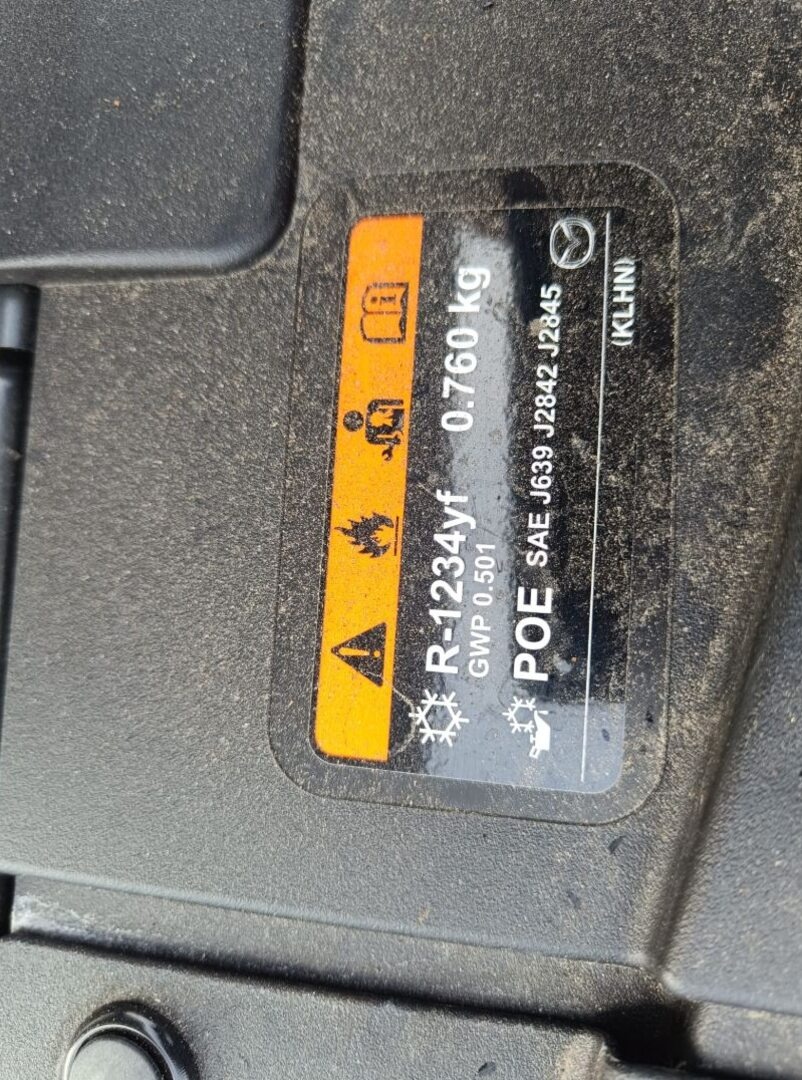 R-1234yf 0.760 kg
GWP 0.501
POE SAE J639 J2842 J2845
(KLHN)